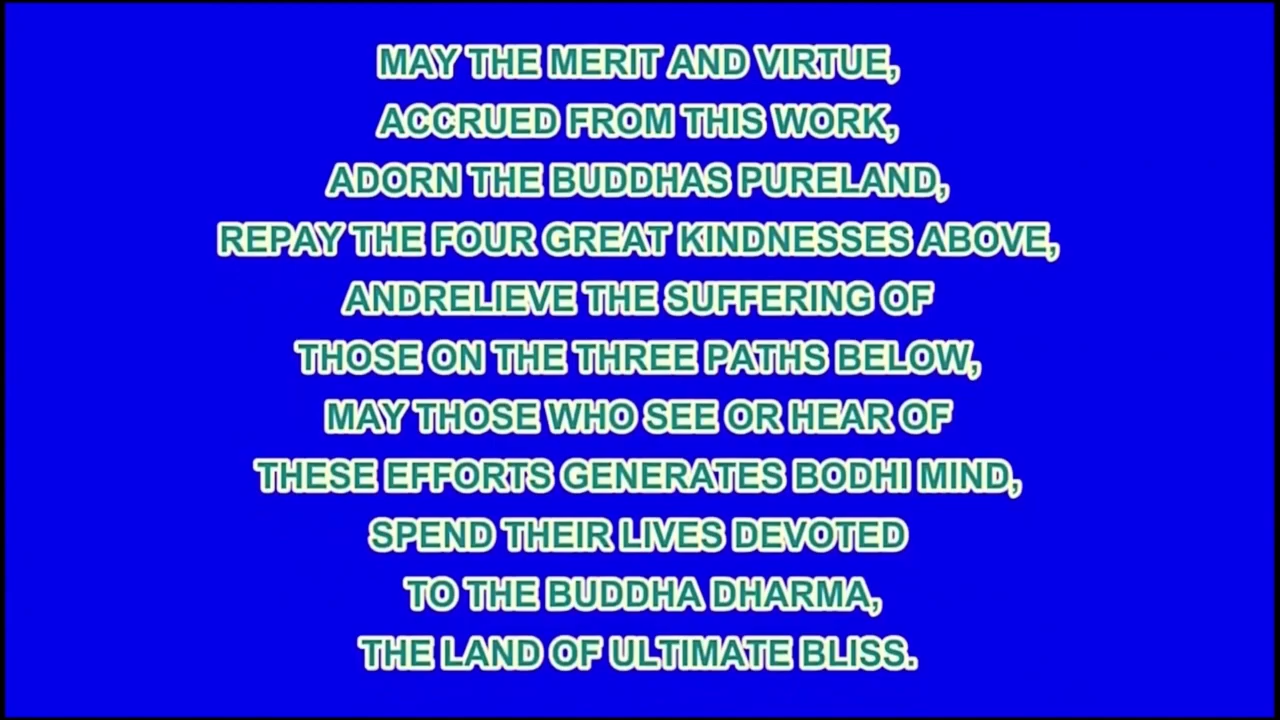 MAY THE MERIT AND VIRTUE,
ACCRUED FROM THIS WORK,
ADORN THE BUDDHAS PURELAND,
REPAY THE FOUR GREAT KINDNESSES ABOVE,
ANDRELIEVE THE SUFFERING OF
THOSE ON THE THREE PATHS BELOW,
MAY THOSE WHO SEE OR HEAR OF
THESE EFFORTS GENERATES BODHI MIND,
SPEND THEIR LIVES DEVOTED
TO THE BUDDHA DHARMA,
THE LAND OF ULTIMATE BLISS.